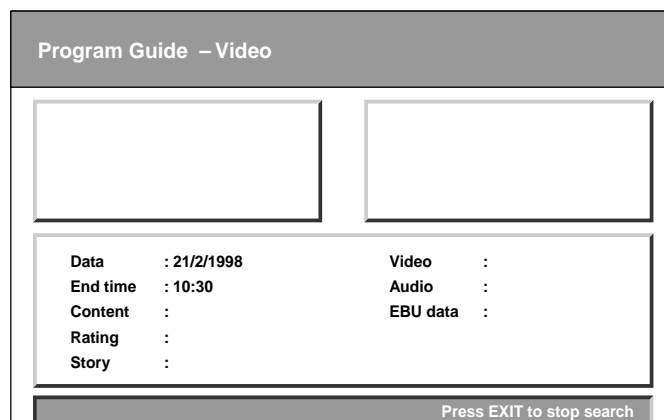 Program Guide – Video
Data : 21/2/1998
End time : 10:30
Content :
Rating :
Story :
Video :
Audio :
EBU data :
Press EXIT to stop search